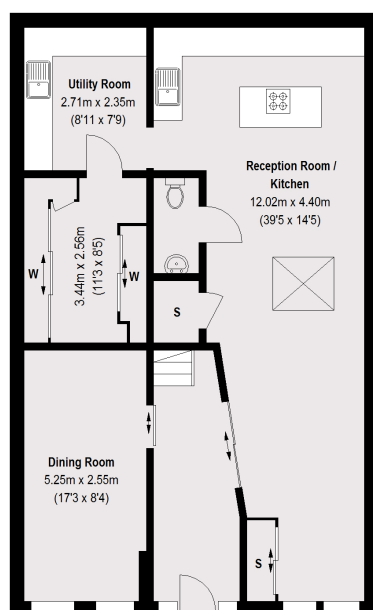 Utility Room
2.71m x 2.35m
(8'11 x 7'9)
Reception Room /
Kitchen
12.02m x 4.40m
(39'5 x 14'5)
W
3.44m x 2.56m
(11'3 x 8'5)
W
S
Dining Room
5.25m x 2.55m
(17'3 x 8'4)
S